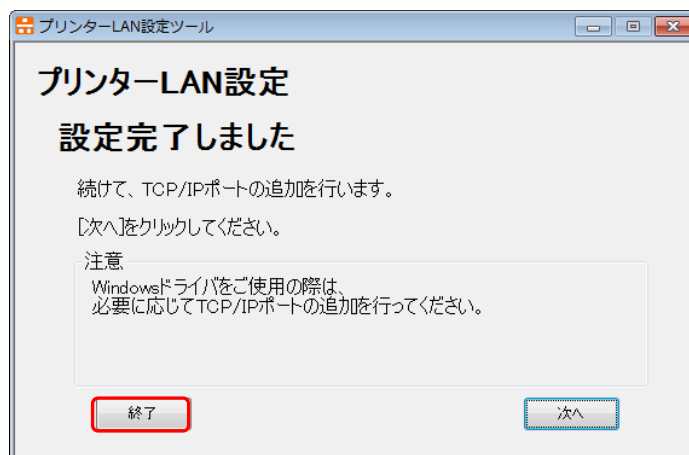 プリンターLAN設定ツール
プリンターLAN設定
設定完了しました
続けて、TCP/IPポートの追加を行います。
[次へ]をクリックしてください。
注意
Windowsドライバをご使用の際は、
必要に応じてTCP/IPポートの追加を行ってください。
終了
次へ